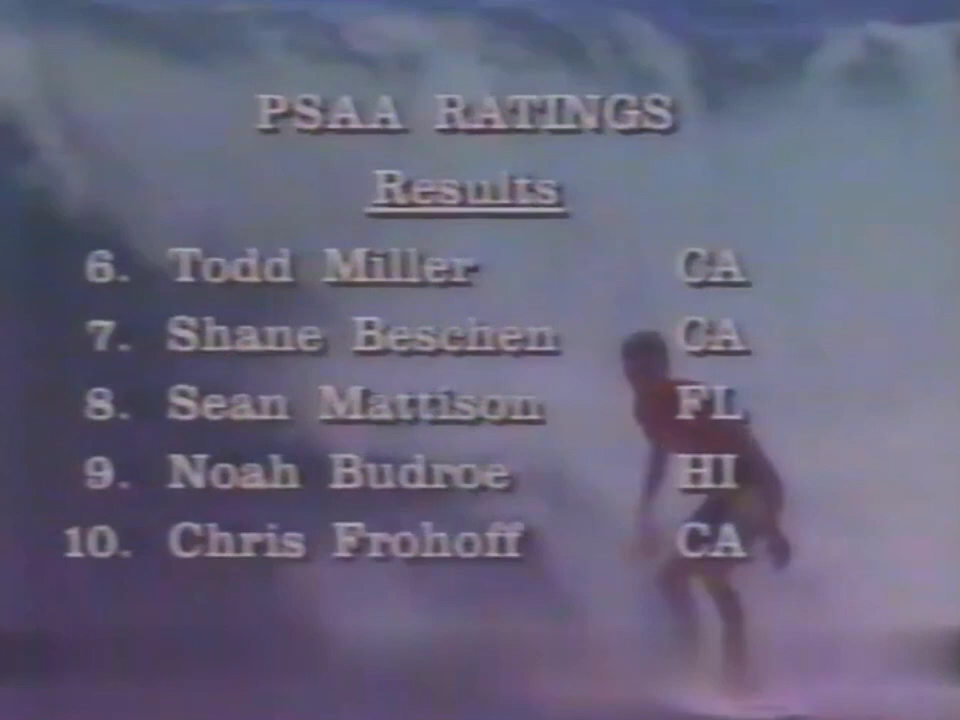 PSAA RATINGS
Results
6. Todd Miller CA
7. Shane Beschen CA
8. Sean Mattison FL
9. Noah Budroe HI
10. Chris Frohoff CA